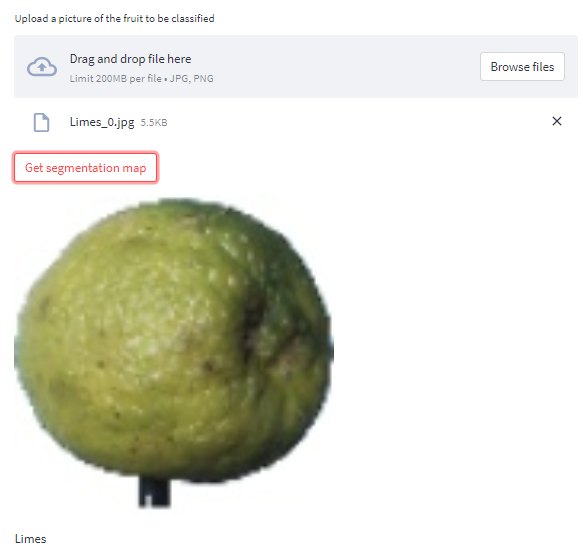 Upload a picture of the fruit to be classified
Drag and drop file here
Limit 200MB per file • JPG, PNG
Browse files
Limes_0.jpg 5.5KB
Get segmentation map
Limes